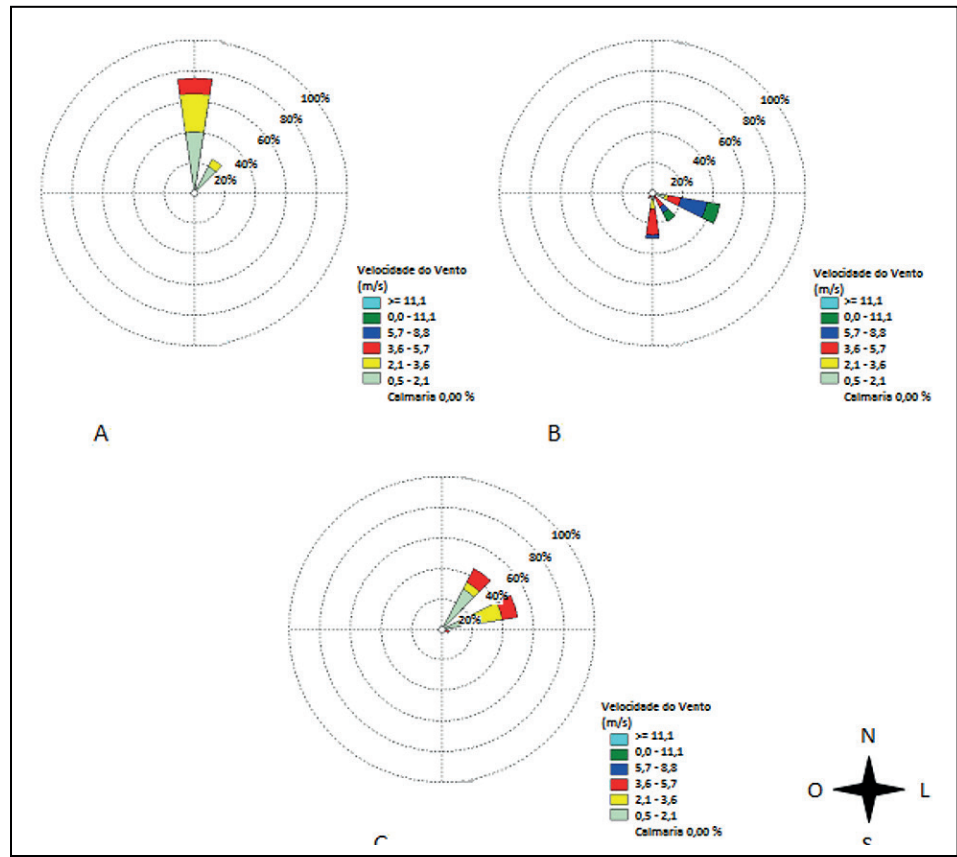 100%
80%
60%
40%
20%
Velocidade do Vento
(m/s)
>= 11,1
0,0 - 11,1
5,7 - 8,8
3,6 - 5,7
2,1 - 3,6
0,5 - 2,1
Calmaria 0,00 %
A
100%
80%
60%
40%
20%
Velocidade do Vento
(m/s)
>= 11,1
0,0 - 11,1
5,7 - 8,8
3,6 - 5,7
2,1 - 3,6
0,5 - 2,1
Calmaria 0,00 %
B
100%
80%
60%
40%
20%
Velocidade do Vento
(m/s)
>= 11,1
0,0 - 11,1
5,7 - 8,8
3,6 - 5,7
2,1 - 3,6
0,5 - 2,1
Calmaria 0,00 %
C
N
O L
S